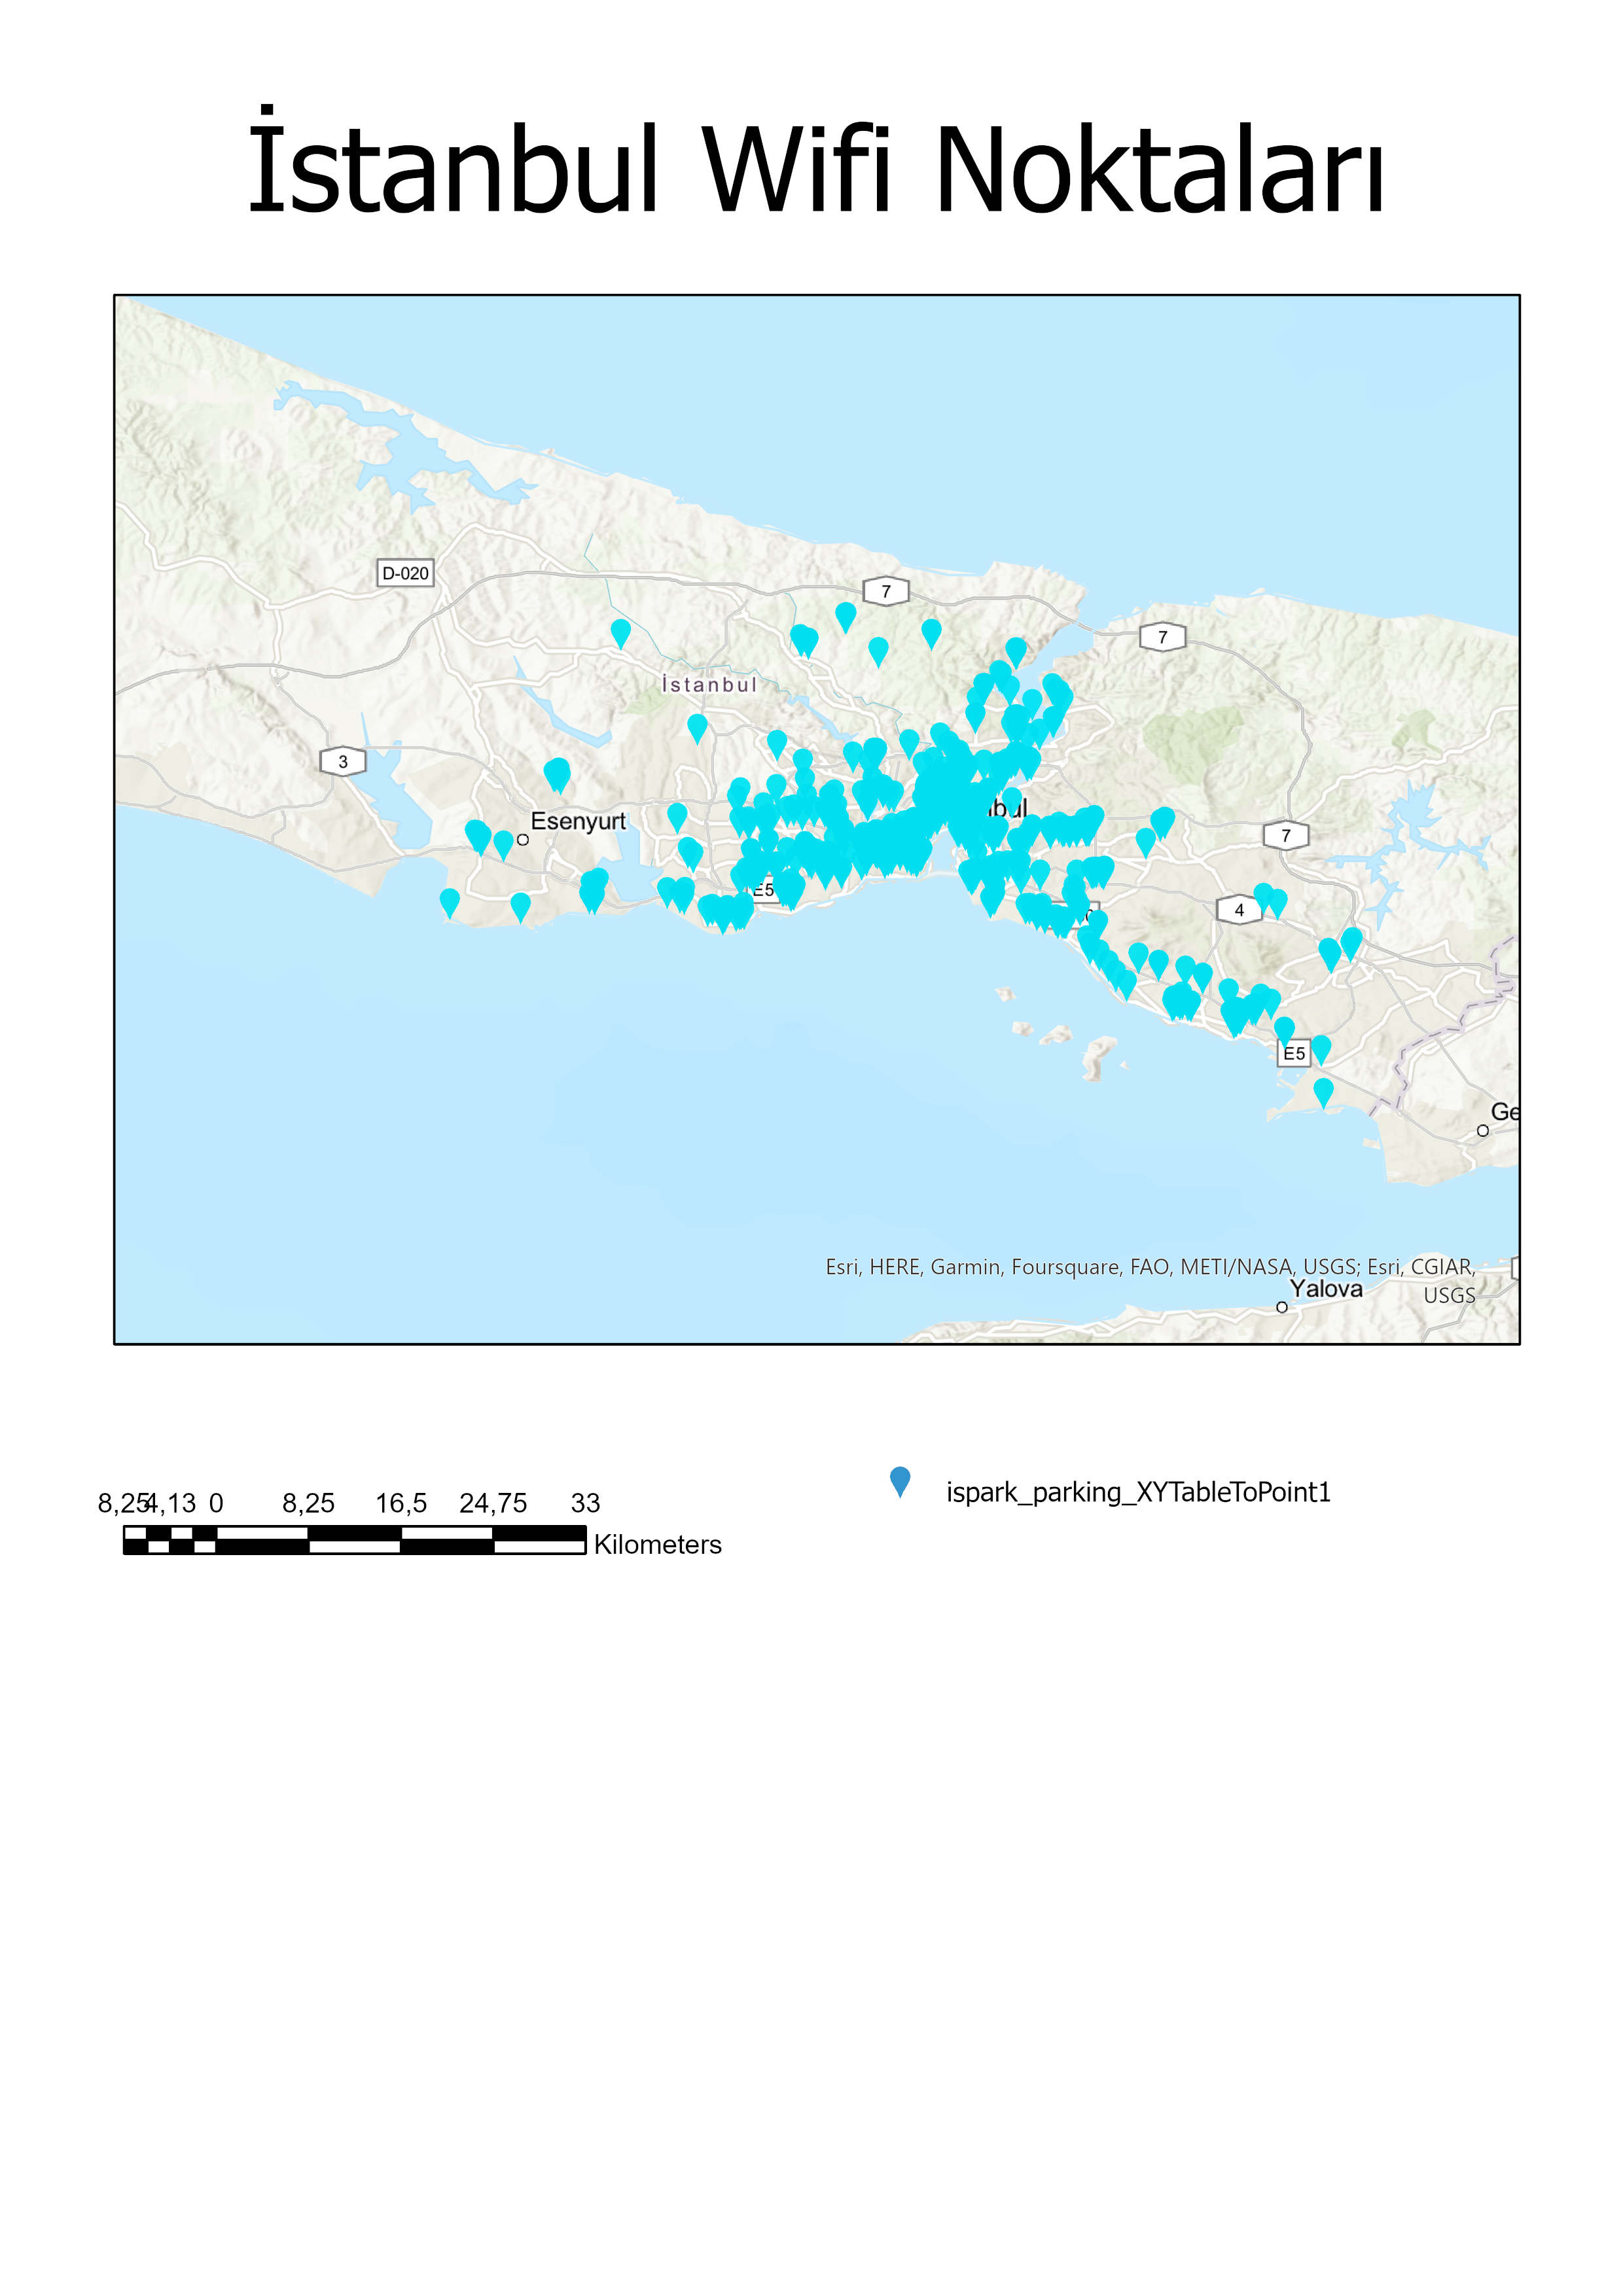 İstanbul Wifi Noktaları
D-020
7
7
İstanbul
3
Esenyurt
7
E5
4
E5
Ge
Esri, HERE, Garmin, Foursquare, FAO, METI/NASA, USGS; Esri, CGIAR,
USGS
Yalova
8,25 4,13 0 8,25 16,5 24,75 33
Kilometers
ispark_parking_XYTableToPoint1